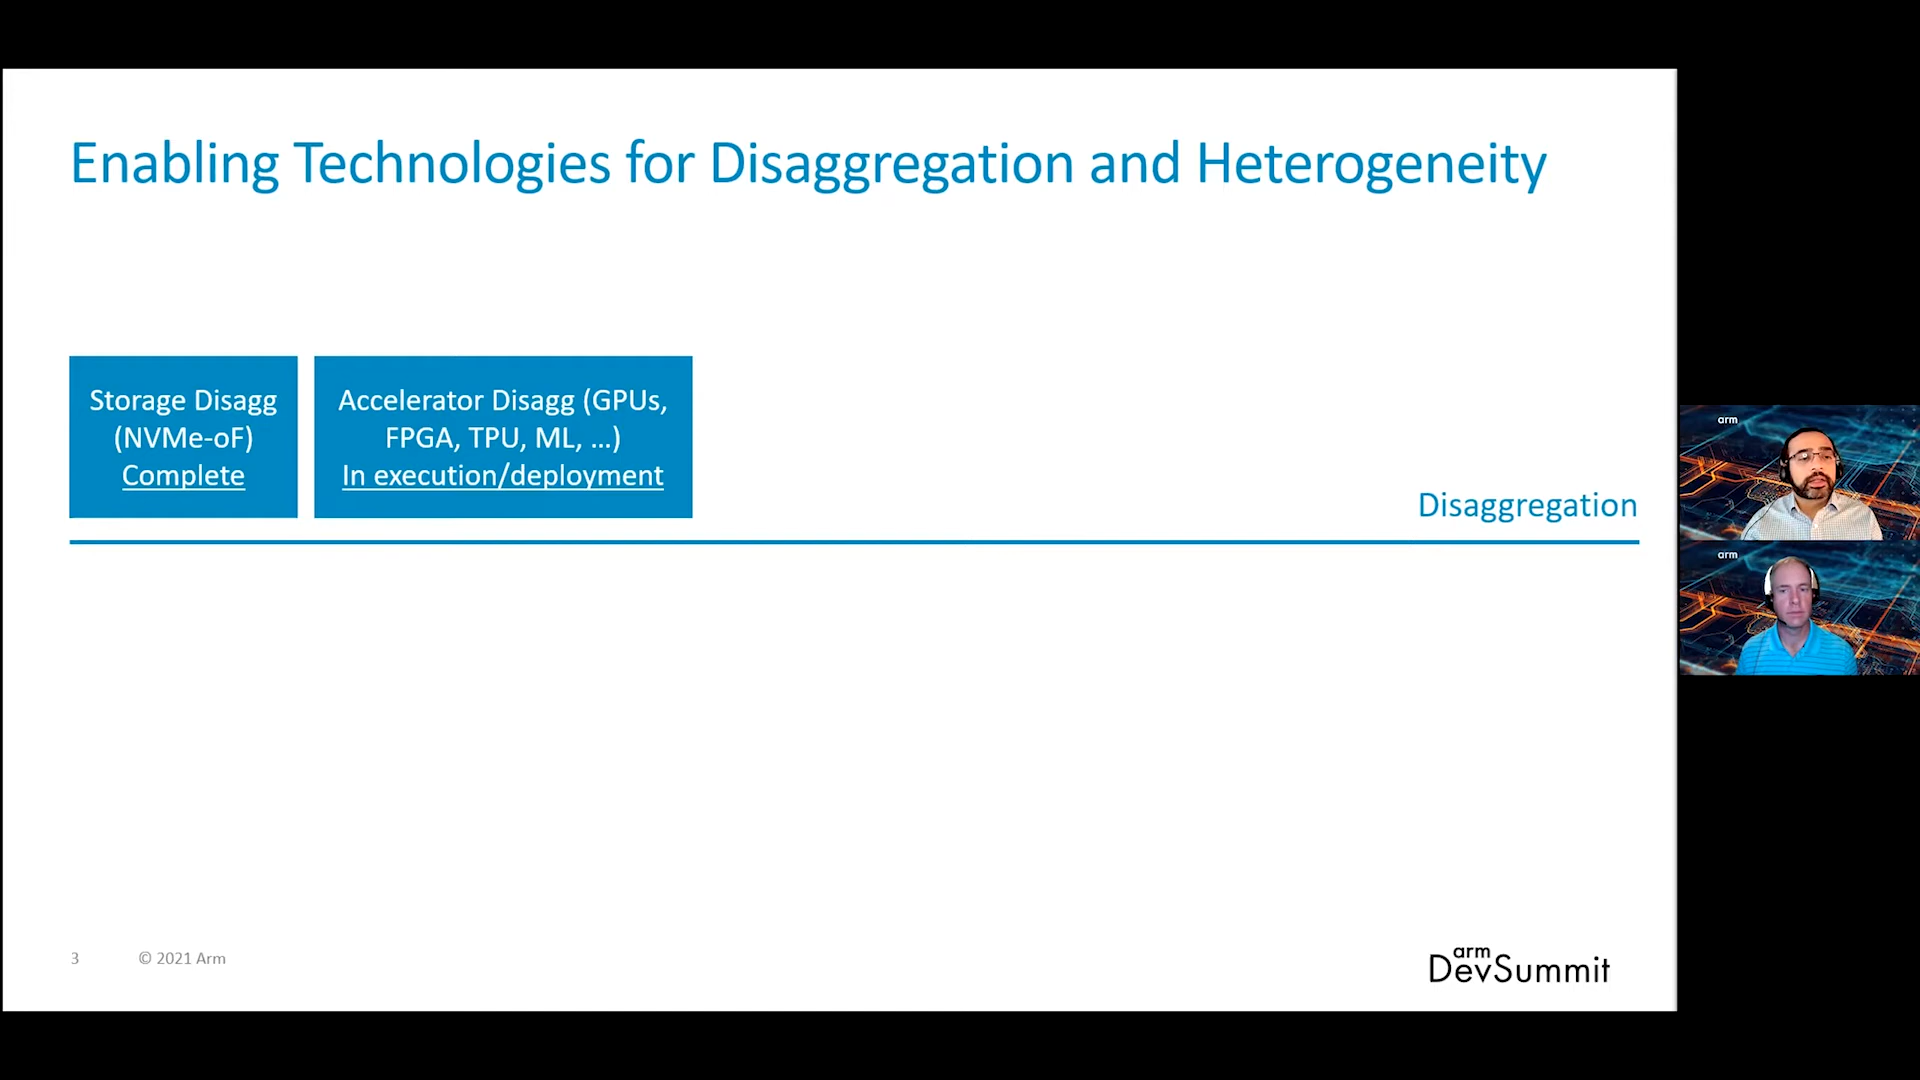 Enabling Technologies for Disaggregation and Heterogeneity
Storage Disagg
(NVMe-oF)
Complete
Accelerator Disagg (GPUs,
FPGA, TPU, ML, ...)
In execution/deployment
Disaggregation
arm
arm
3
© 2021 Arm
arm
DevSummit